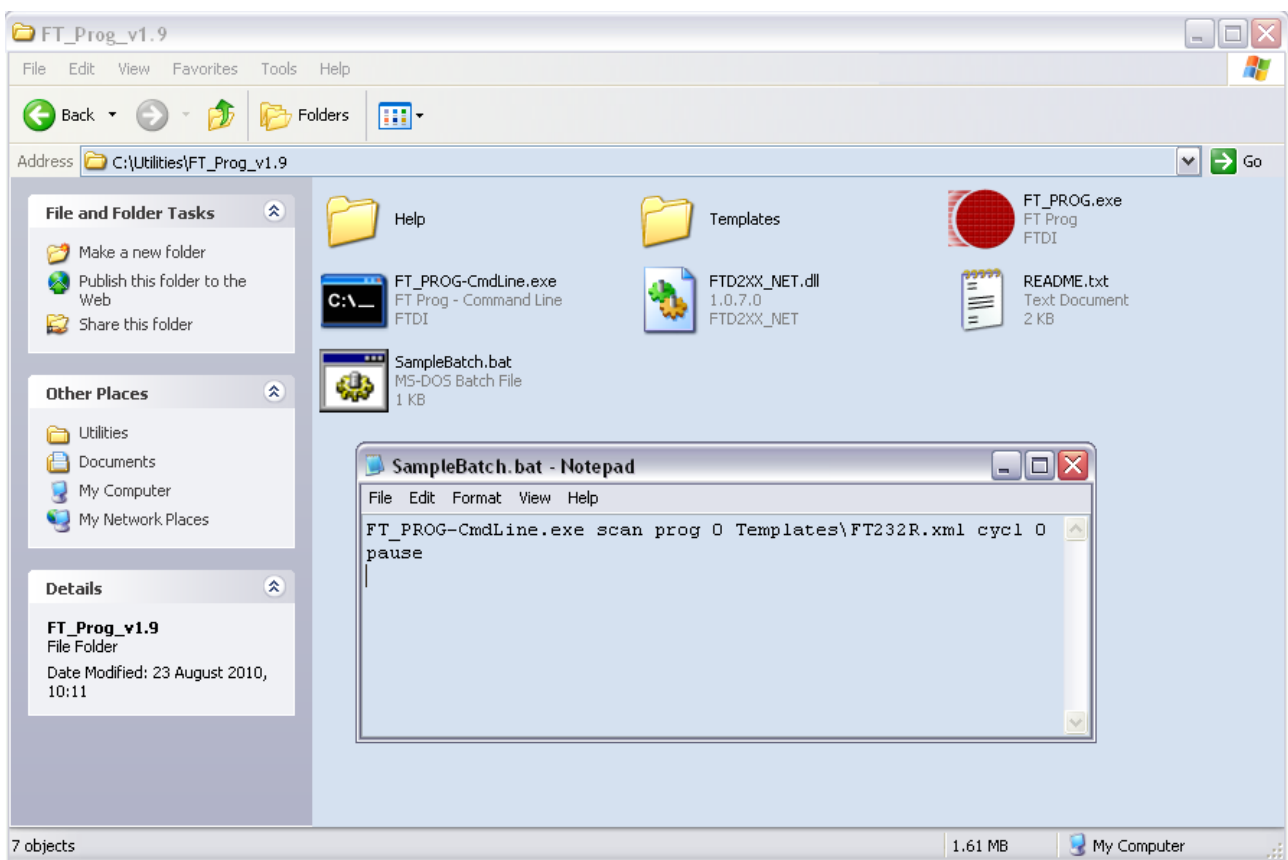 FT_Prog_v1.9
File Edit View Favorites Tools Help
Back Folders
Address C:\Utilities\FT_Prog_v1.9 Go
File and Folder Tasks
Make a new folder
Publish this folder to the
Web
Share this folder
Other Places
Utilities
Documents
My Computer
My Network Places
Details
FT_Prog_v1.9
File Folder
Date Modified: 23 August 2010,
10:11
Help
Templates
FT_PROG.exe
FT Prog
FTDI
C:\_
FT_PROG-CmdLine.exe
FT Prog - Command Line
FTDI
FTD2XX_NET.dll
1.0.7.0
FTD2XX_NET
README.txt
Text Document
2 KB
SampleBatch.bat
MS-DOS Batch File
1 KB
SampleBatch.bat - Notepad
File Edit Format View Help
FT_PROG-CmdLine.exe scan prog 0 Templates\FT232R.xml cycl 0
pause
7 objects 1.61 MB My Computer